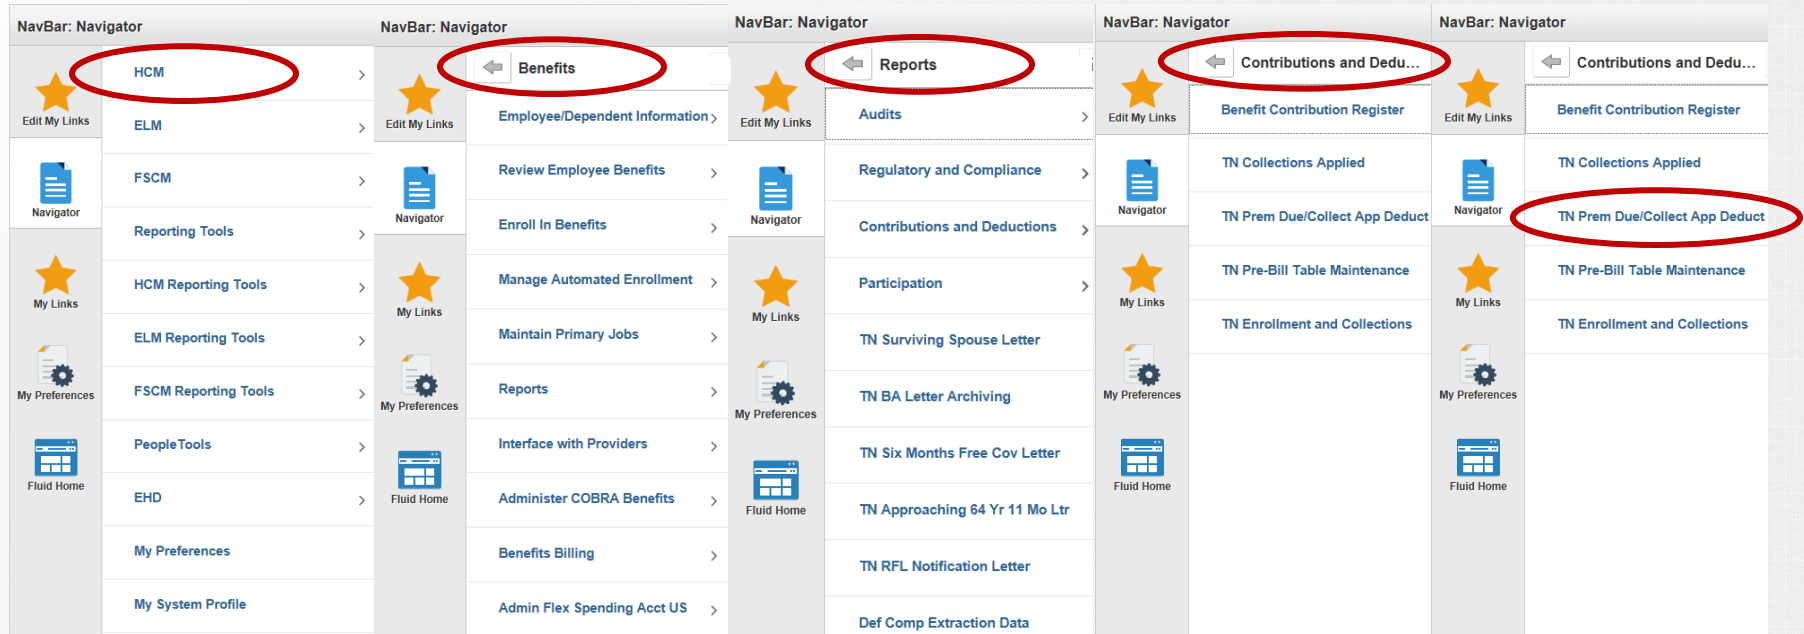 NavBar: Navigator
HCM
Edit My Links
ELM
FSCM
Navigator
Reporting Tools
HCM Reporting Tools
My Links
ELM Reporting Tools
FSCM Reporting Tools
My Preferences
PeopleTools
Fluid Home
EHD
My Preferences
My System Profile
NavBar: Navigator
Benefits
Employee/Dependent Information
Edit My Links
Review Employee Benefits
Navigator
Enroll In Benefits
Manage Automated Enrollment
My Links
Maintain Primary Jobs
Reports
My Preferences
Interface with Providers
Administer COBRA Benefits
Fluid Home
Benefits Billing
Admin Flex Spending Acct US
NavBar: Navigator
Reports
Audits
Edit My Links
Regulatory and Compliance
Navigator
Contributions and Deductions
Participation
My Links
TN Surviving Spouse Letter
TN BA Letter Archiving
My Preferences
TN Six Months Free Cov Letter
TN Approaching 64 Yr 11 Mo Ltr
Fluid Home
TN RFL Notification Letter
Def Comp Extraction Data
NavBar: Navigator
Contributions and Dedu...
Benefit Contribution Register
Edit My Links
TN Collections Applied
Navigator
TN Prem Due/Collect App Deduct
TN Pre-Bill Table Maintenance
My Links
TN Enrollment and Collections
My Preferences
Fluid Home
NavBar: Navigator
Contributions and Dedu...
Benefit Contribution Register
Edit My Links
TN Collections Applied
Navigator
TN Prem Due/Collect App Deduct
TN Pre-Bill Table Maintenance
My Links
TN Enrollment and Collections
My Preferences
Fluid Home